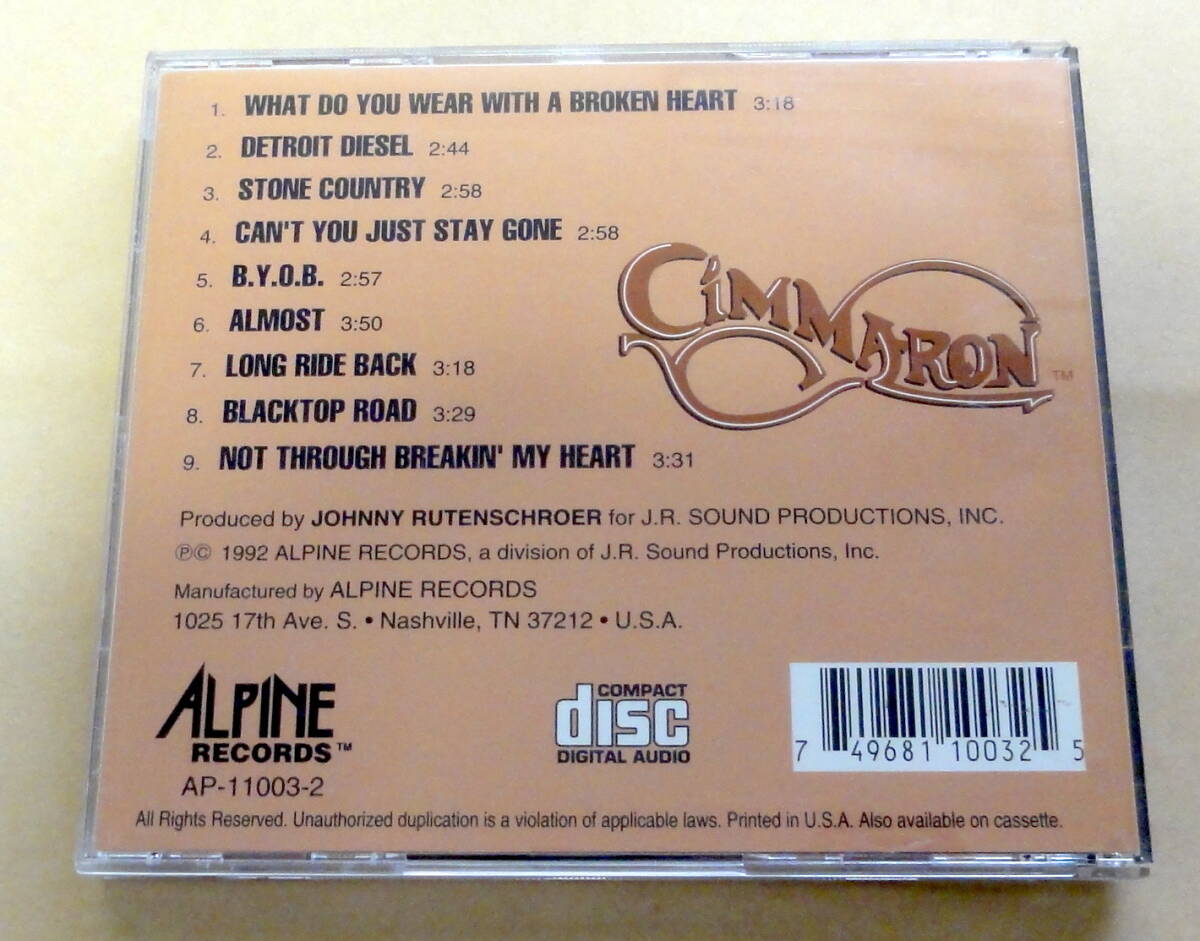 1. WHAT DO YOU WEAR WITH A BROKEN HEART 3:18
2. DETROIT DIESEL 2:44
3. STONE COUNTRY 2:58
4. CAN'T YOU JUST STAY GONE 2:58
5. B.Y.O.B. 2:57
6. ALMOST 3:50
7. LONG RIDE BACK 3:18
8. BLACKTOP ROAD 3:29
9. NOT THROUGH BREAKIN' MY HEART 3:31
CIMMARON ™
Produced by JOHNNY RUTENSCHROER for J.R. SOUND PRODUCTIONS, INC.
℗© 1992 ALPINE RECORDS, a division of J.R. Sound Productions, Inc.
Manufactured by ALPINE RECORDS
1025 17th Ave. S. • Nashville, TN 37212 • U.S.A.
ALPINE
RECORDS™
AP-11003-2
COMPACT
disc
DIGITAL AUDIO
7 49681 10032 5
All Rights Reserved. Unauthorized duplication is a violation of applicable laws. Printed in U.S.A. Also available on cassette.